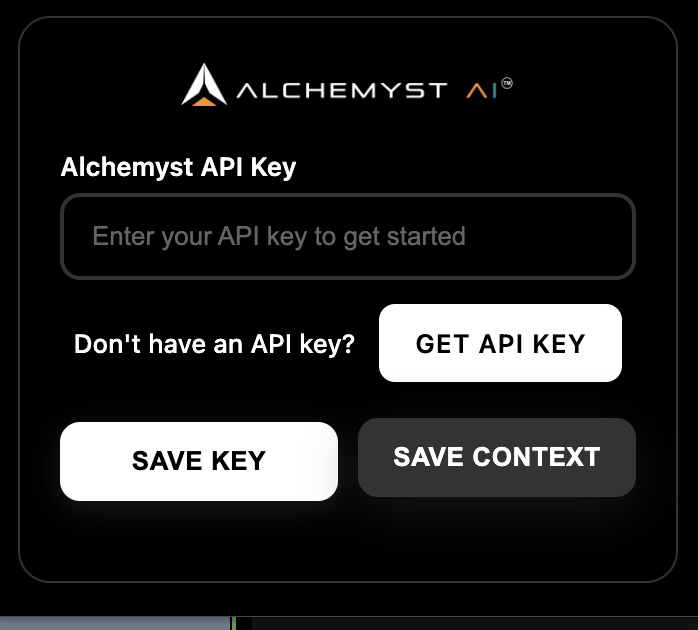 ALCHEMYST AI™
Alchemyst API Key
Enter your API key to get started
Don't have an API key? GET API KEY
SAVE KEY SAVE CONTEXT